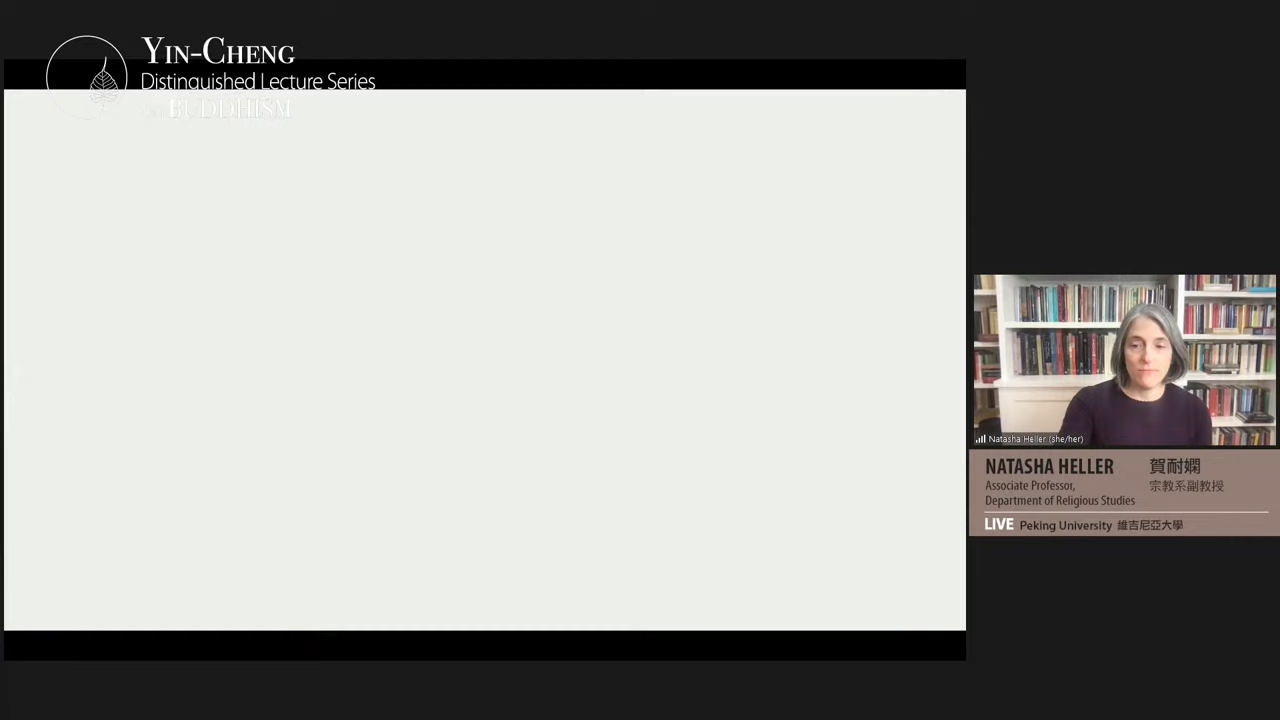 YIN-CHENG
Distinguished Lecture Series
on BUDDHISM
Natasha Heller (she/her)
NATASHA HELLER 賀耐嫻
Associate Professor, 宗教系副教授
Department of Religious Studies
LIVE Peking University 維吉尼亞大學